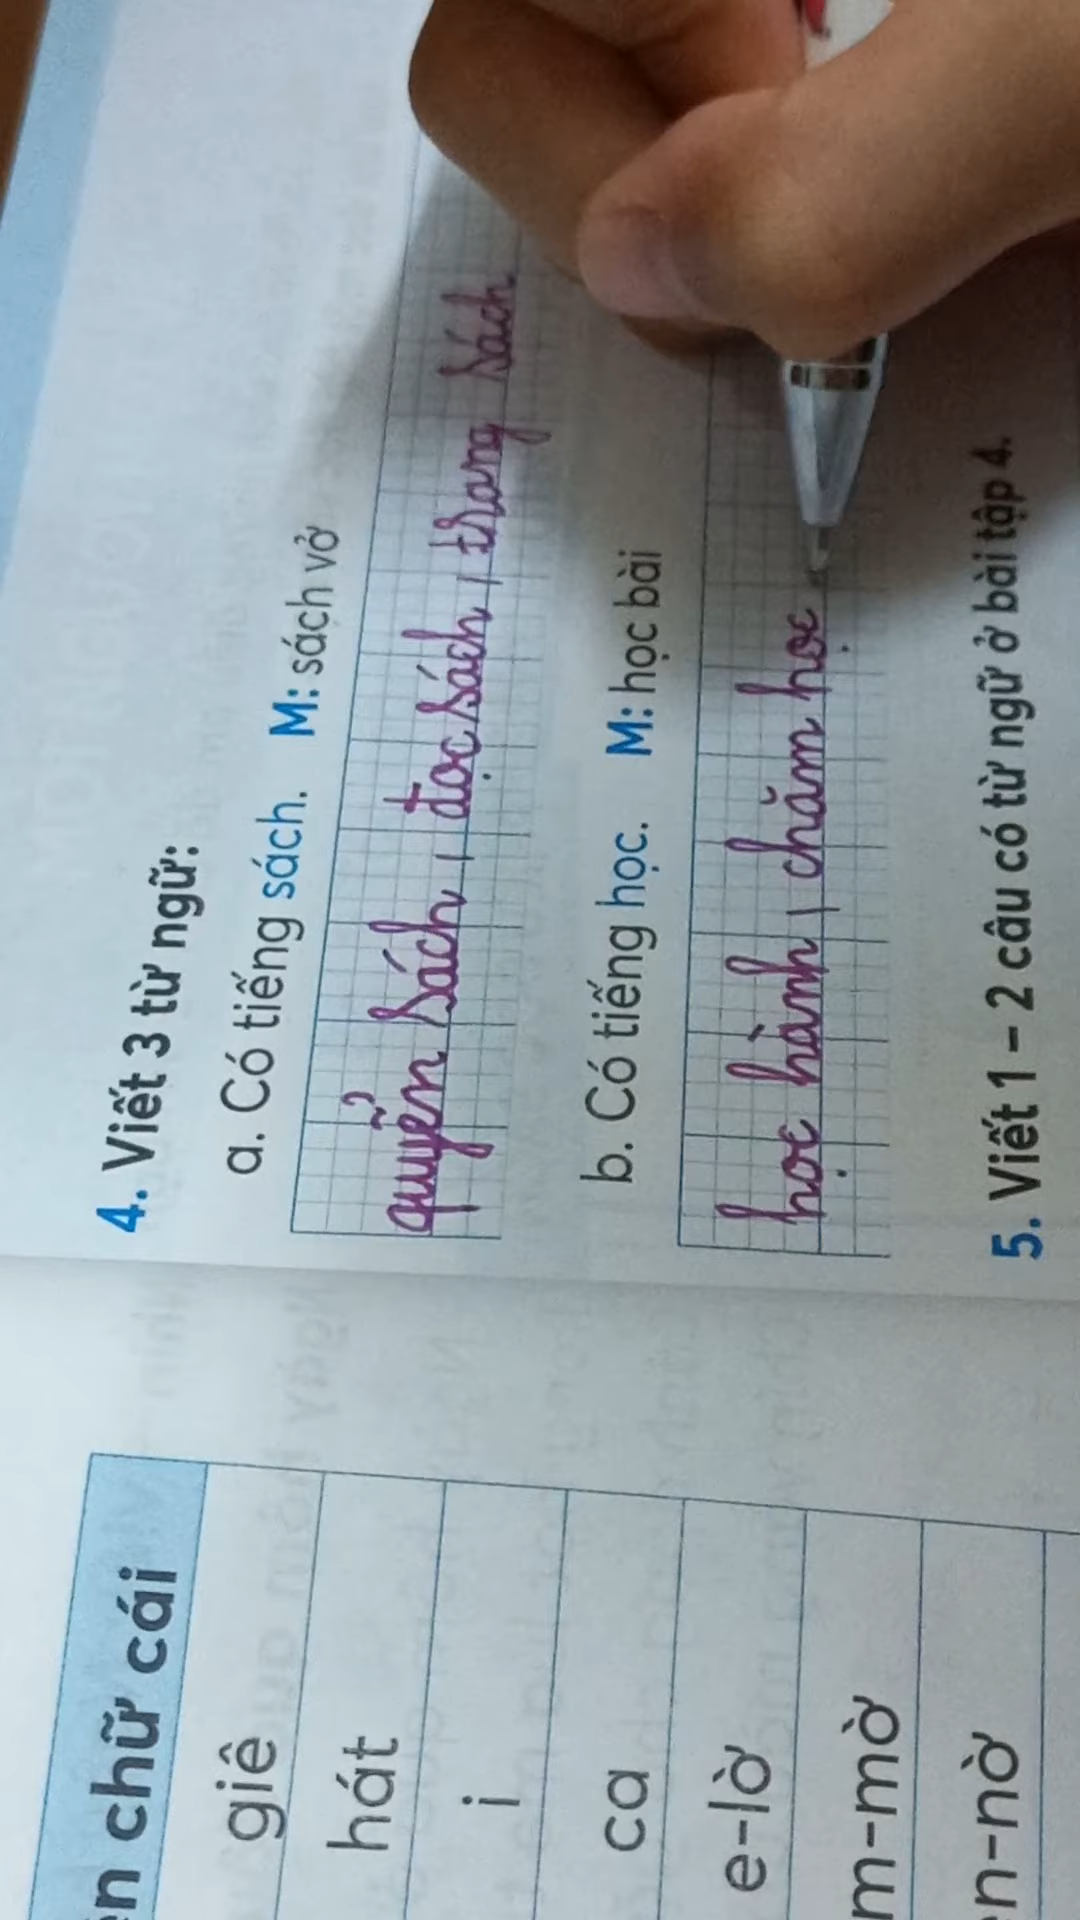 4. Viết 3 từ ngữ:
a. Có tiếng sách. M: sách vở
quyển sách, đọc sách, trang sách
b. Có tiếng học. M: học bài
học hành, chăm học
5. Viết 1 – 2 câu có từ ngữ ở bài tập 4.
chữ cái
giê
hát
i
ca
e-lờ
m-mờ
n-nờ